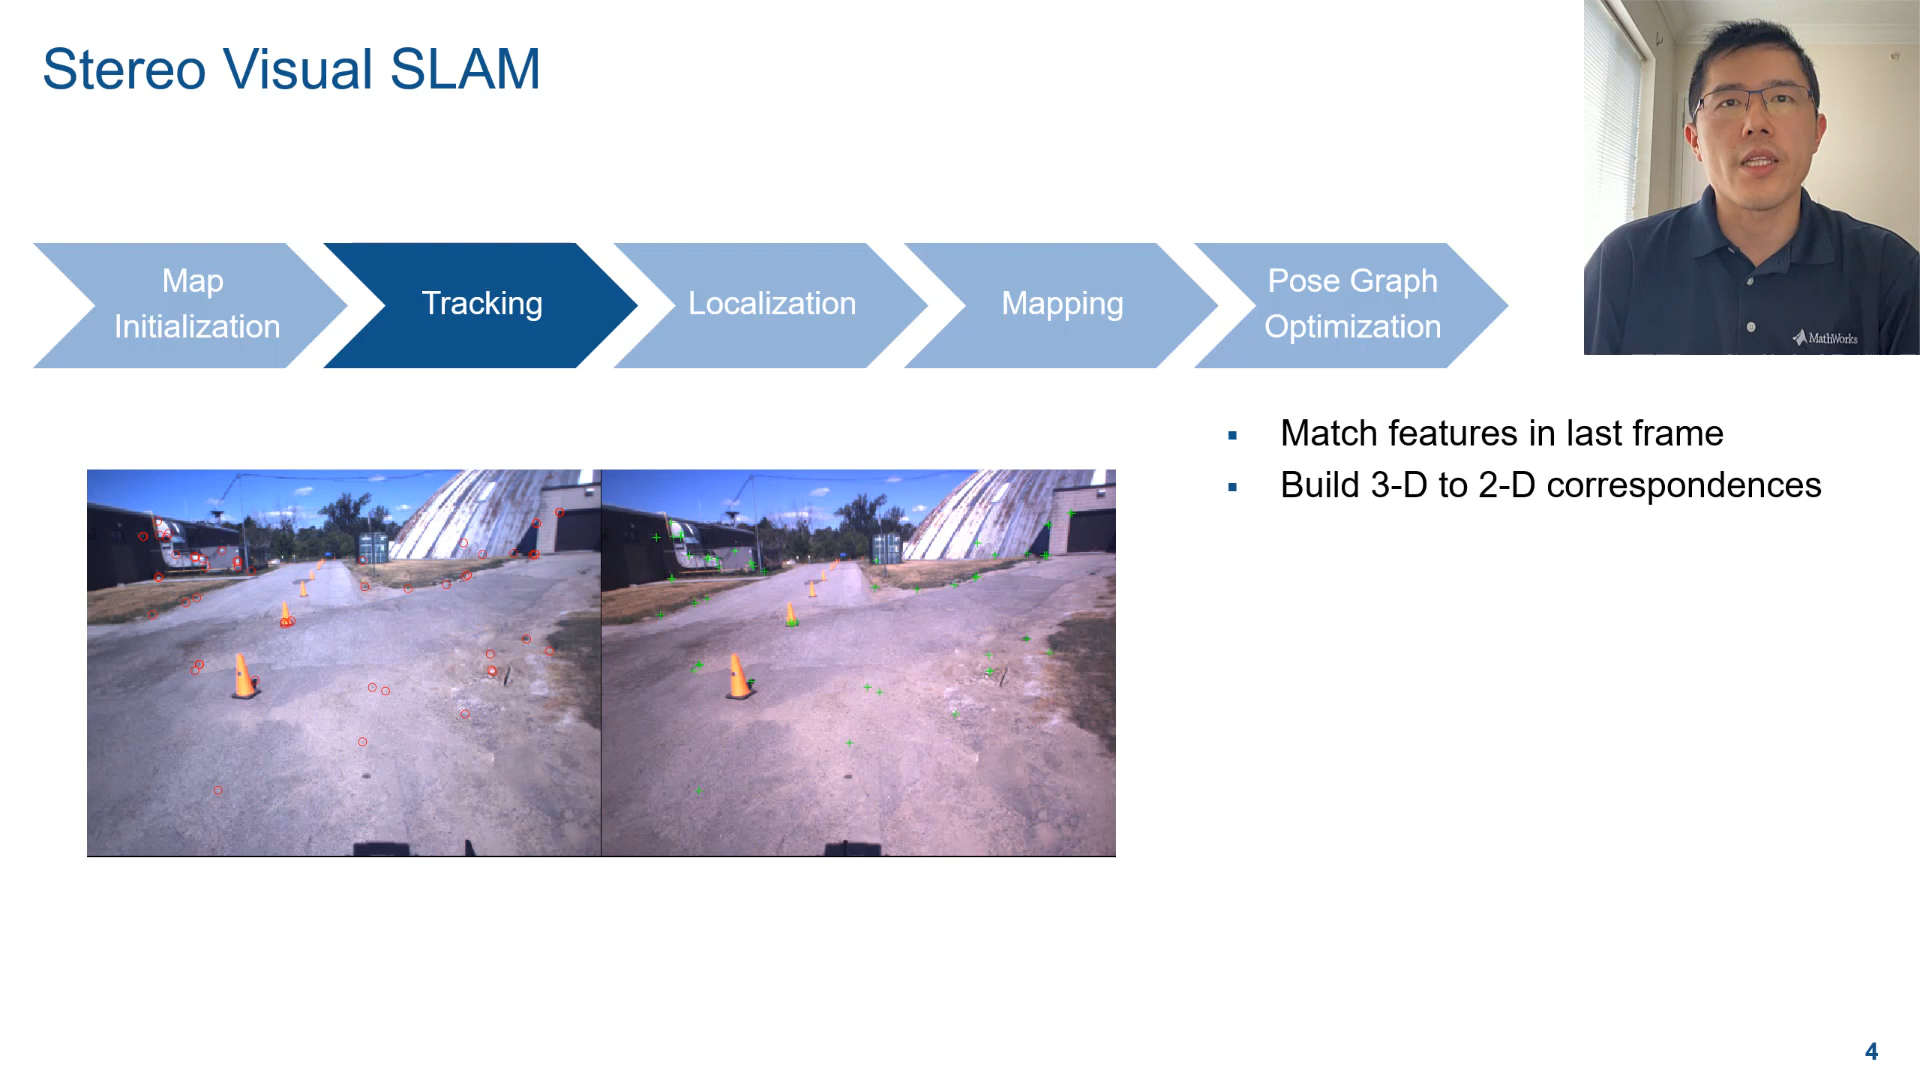 Stereo Visual SLAM
Map
Initialization
Tracking
Localization
Mapping
Pose Graph
Optimization
MathWorks
Match features in last frame
Build 3-D to 2-D correspondences
4